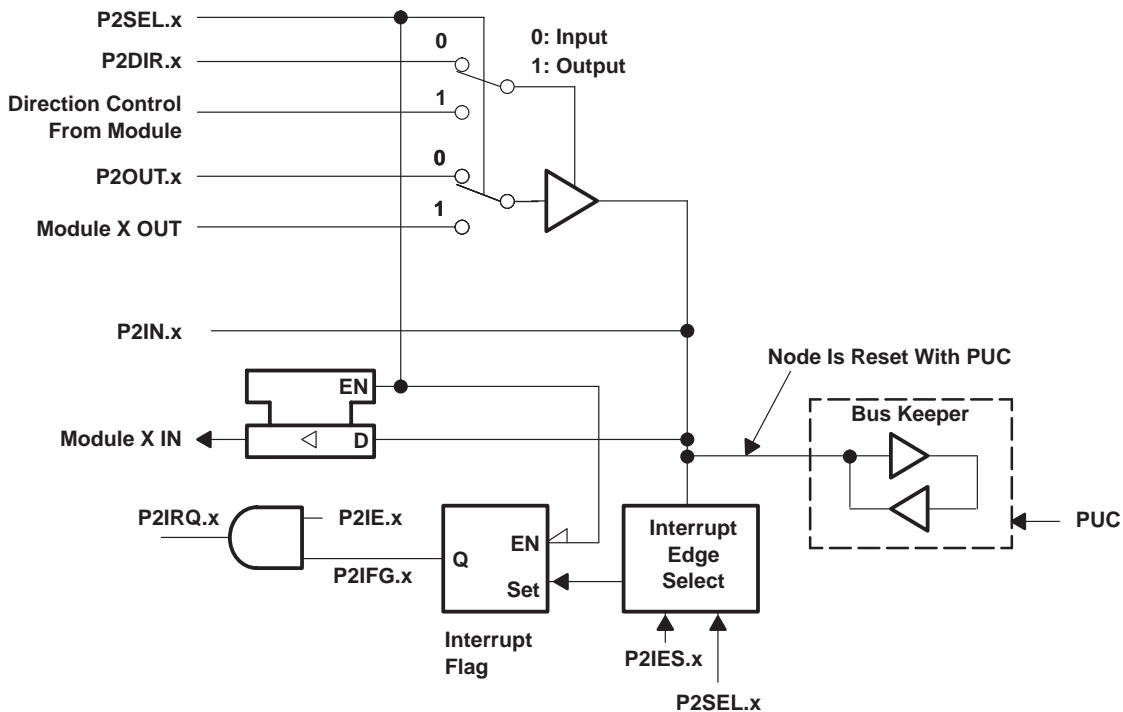 P2SEL.x
P2DIR.x
0
0: Input
1: Output
Direction Control
From Module
1
P2OUT.x
0
Module X OUT
1
P2IN.x
Node Is Reset With PUC
EN
Bus Keeper
Module X IN
D
P2IRQ.x
P2IE.x
P2IFG.x
Q
EN
Set
Interrupt
Edge
Select
PUC
Interrupt
Flag
P2IES.x
P2SEL.x